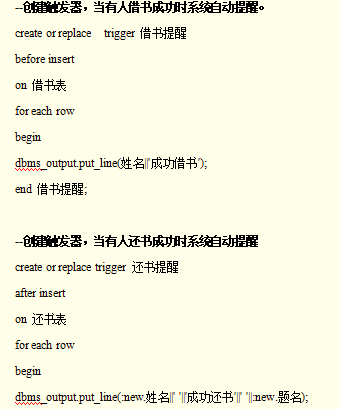 --创建触发器，当有人借书成功时系统自动提醒。
create or replace trigger 借书提醒
before insert
on 借书表
for each row
begin
dbms_output.put_line(姓名||'成功借书');
end 借书提醒;
--创建触发器，当有人还书成功时系统自动提醒
create or replace trigger 还书提醒
after insert
on 还书表
for each row
begin
dbms_output.put_line(:new.姓名||' '||'成功还书'||' '||:new.题名);